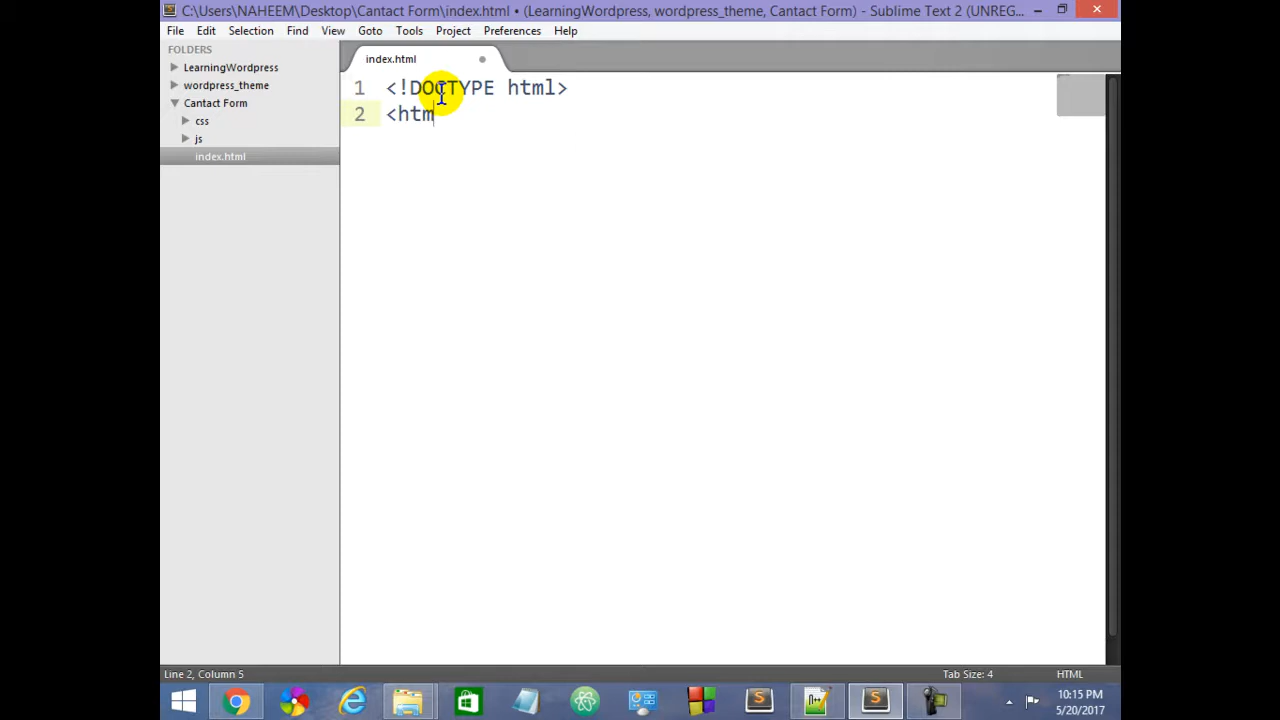 C:\Users\NAHEEM\Desktop\Cantact Form\index.html • (LearningWordpress, wordpress_theme, Cantact Form) - Sublime Text 2 (UNREG...
File Edit Selection Find View Goto Tools Project Preferences Help
FOLDERS
LearningWordpress
wordpress_theme
Cantact Form
css
js
index.html
index.html
1 <!DOCTYPE html>
2 <htm
Line 2, Column 5
Tab Size: 4
HTML
10:15 PM
5/20/2017